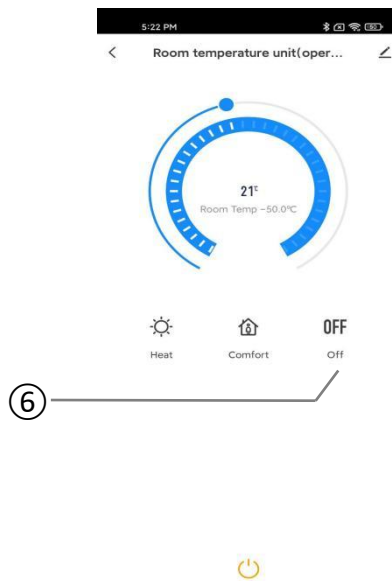 5:22 PM
Room temperature unit(oper...
21℃
Room Temp -50.0℃
OFF
Heat
Comfort
Off
⑥